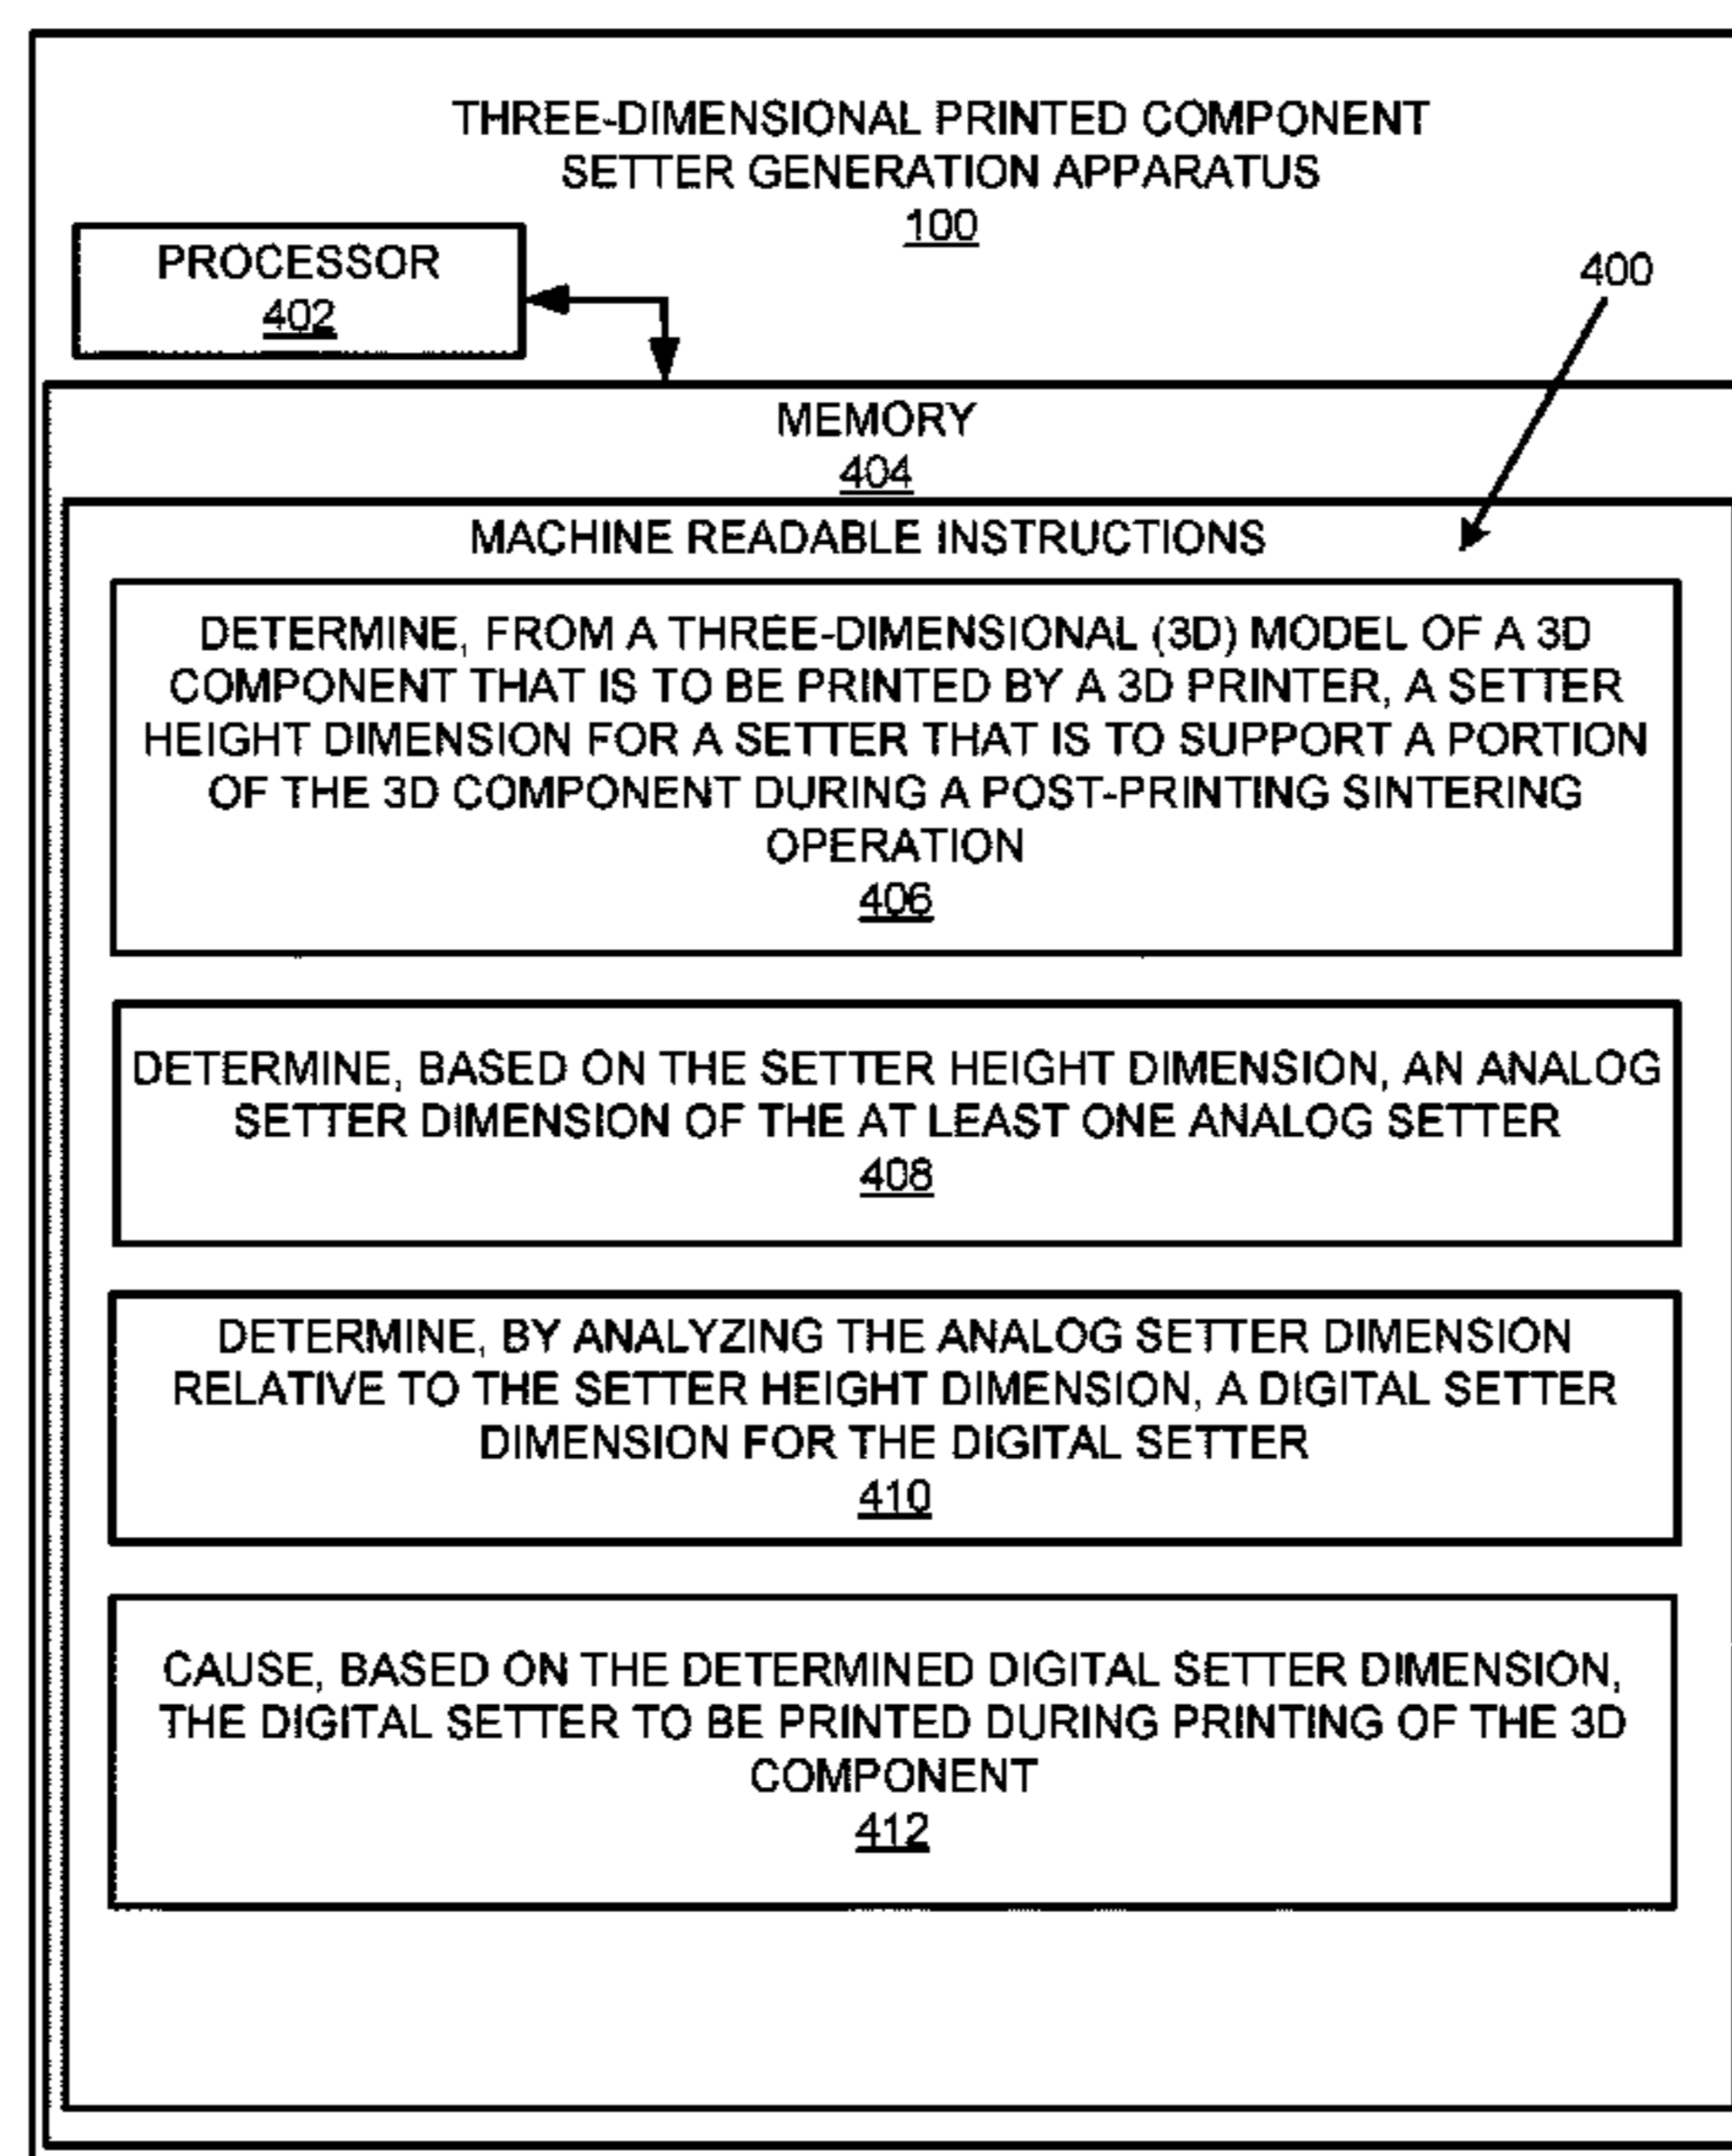 THREE-DIMENSIONAL PRINTED COMPONENT
SETTER GENERATION APPARATUS
100
PROCESSOR
402
400
MEMORY
404
MACHINE READABLE INSTRUCTIONS
DETERMINE, FROM A THREE-DIMENSIONAL (3D) MODEL OF A 3D
COMPONENT THAT IS TO BE PRINTED BY A 3D PRINTER, A SETTER
HEIGHT DIMENSION FOR A SETTER THAT IS TO SUPPORT A PORTION
OF THE 3D COMPONENT DURING A POST-PRINTING SINTERING
OPERATION
406
DETERMINE, BASED ON THE SETTER HEIGHT DIMENSION, AN ANALOG
SETTER DIMENSION OF THE AT LEAST ONE ANALOG SETTER
408
DETERMINE, BY ANALYZING THE ANALOG SETTER DIMENSION
RELATIVE TO THE SETTER HEIGHT DIMENSION, A DIGITAL SETTER
DIMENSION FOR THE DIGITAL SETTER
410
CAUSE, BASED ON THE DETERMINED DIGITAL SETTER DIMENSION,
THE DIGITAL SETTER TO BE PRINTED DURING PRINTING OF THE 3D
COMPONENT
412